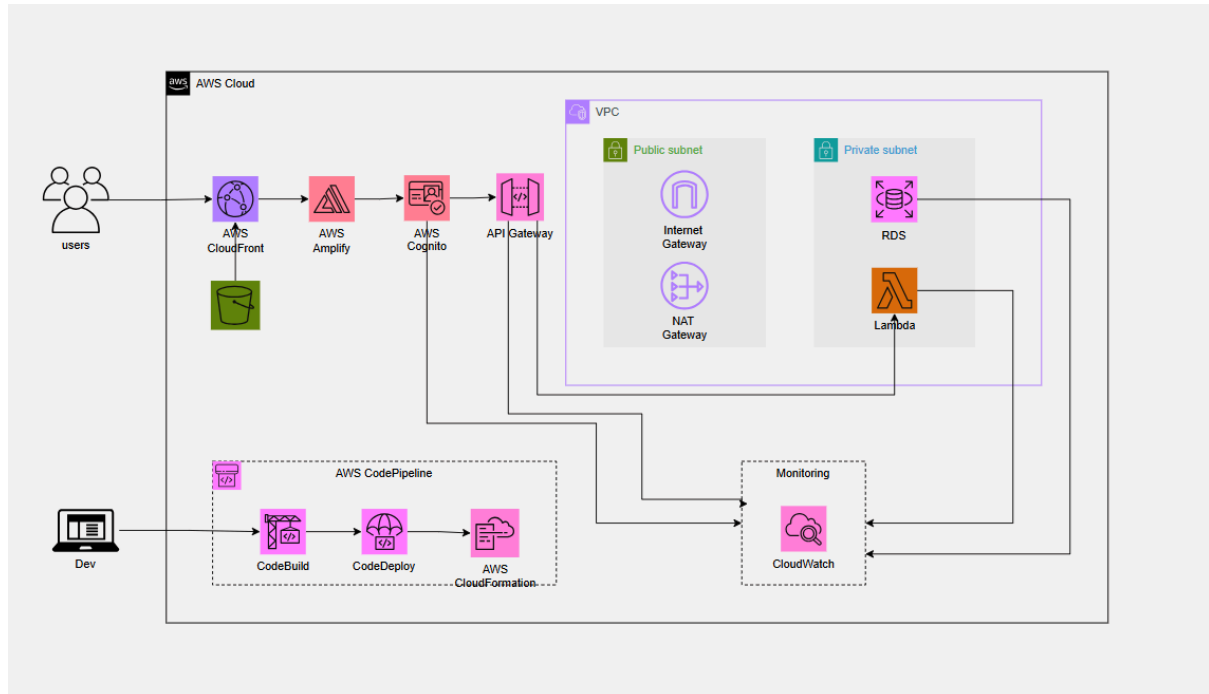 aws
AWS Cloud
VPC
Public subnet
Private subnet
users
AWS
CloudFront
AWS
Amplify
AWS
Cognito
API Gateway
Internet
Gateway
RDS
NAT
Gateway
Lambda
AWS CodePipeline
Monitoring
Dev
CodeBuild
CodeDeploy
AWS
CloudFormation
CloudWatch